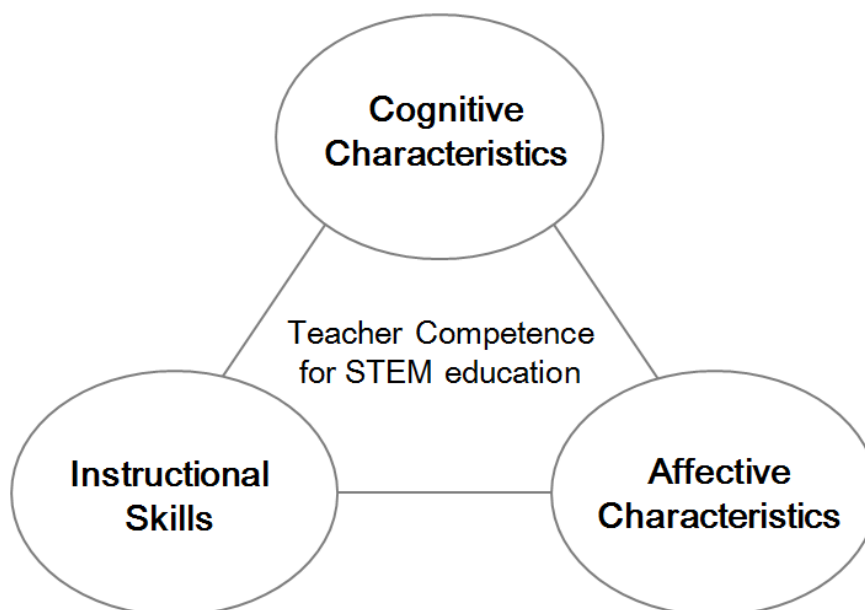 Cognitive
Characteristics
Teacher Competence
for STEM education
Instructional
Skills
Affective
Characteristics